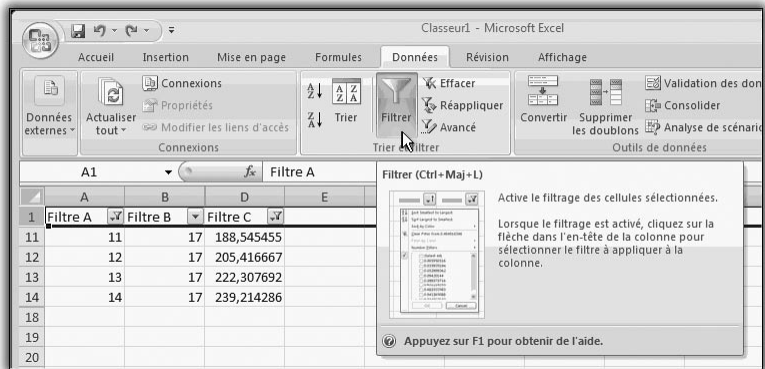 Classeur1 - Microsoft Excel
Accueil Insertion Mise en page Formules Données Révision Affichage
Données externes
Actualiser tout
Connexions
Propriétés
Modifier les liens d'accès
Connexions
Trier
Filtrer
Effacer
Réappliquer
Avancé
Trier et filtrer
Convertir
Supprimer les doublons
Validation des don
Consolider
Analyse de scénario
Outils de données
A1 fx Filtre A
A B D E
1 Filtre A Filtre B Filtre C
11 11 17 188,545455
12 12 17 205,416667
13 13 17 222,307692
14 14 17 239,214286
18
19
20
Filtrer (Ctrl+Maj+L)
Active le filtrage des cellules sélectionnées.
Lorsque le filtrage est activé, cliquez sur la
flèche dans l'en-tête de la colonne pour
sélectionner le filtre à appliquer à la
colonne.
Appuyez sur F1 pour obtenir de l'aide.